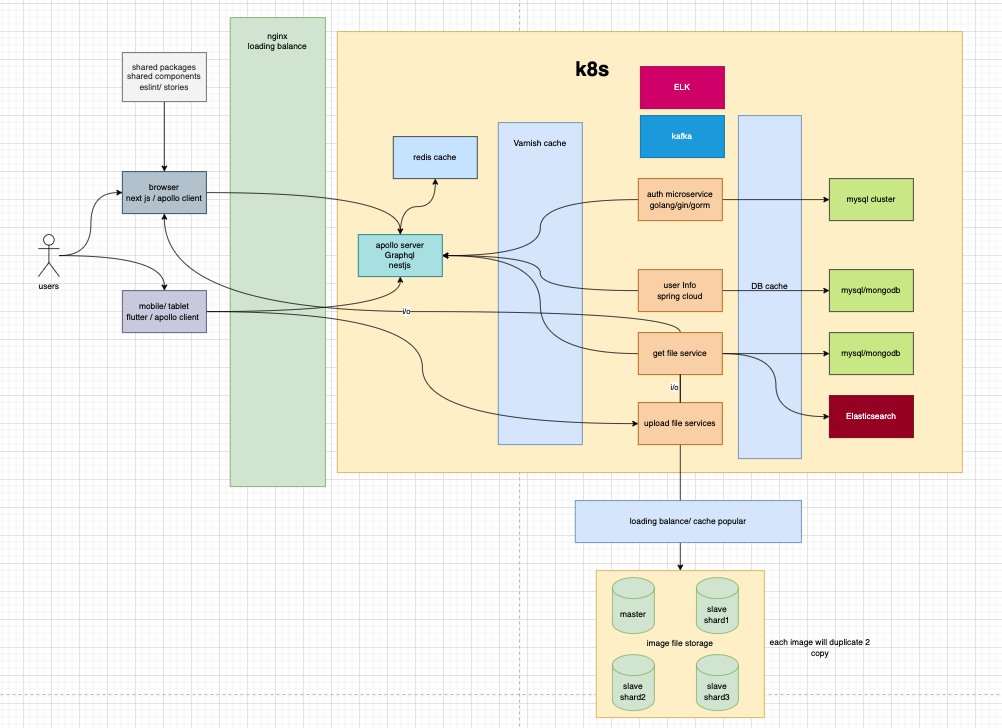 nginx
loading balance
shared packages
shared components
eslint/ stories
k8s
ELK
kafka
Varnish cache
redis cache
browser
next js / apollo client
auth microservice
golang/gin/gorm
mysql cluster
apollo server
Graphql
nestjs
users
user Info
spring cloud
DB cache
mysql/mongodb
mobile/ tablet
flutter / apollo client
i/o
get file service
mysql/mongodb
i/o
upload file services
Elasticsearch
loading balance/ cache popular
master
slave
shard1
image file storage
each image will duplicate 2
copy
slave
shard2
slave
shard3